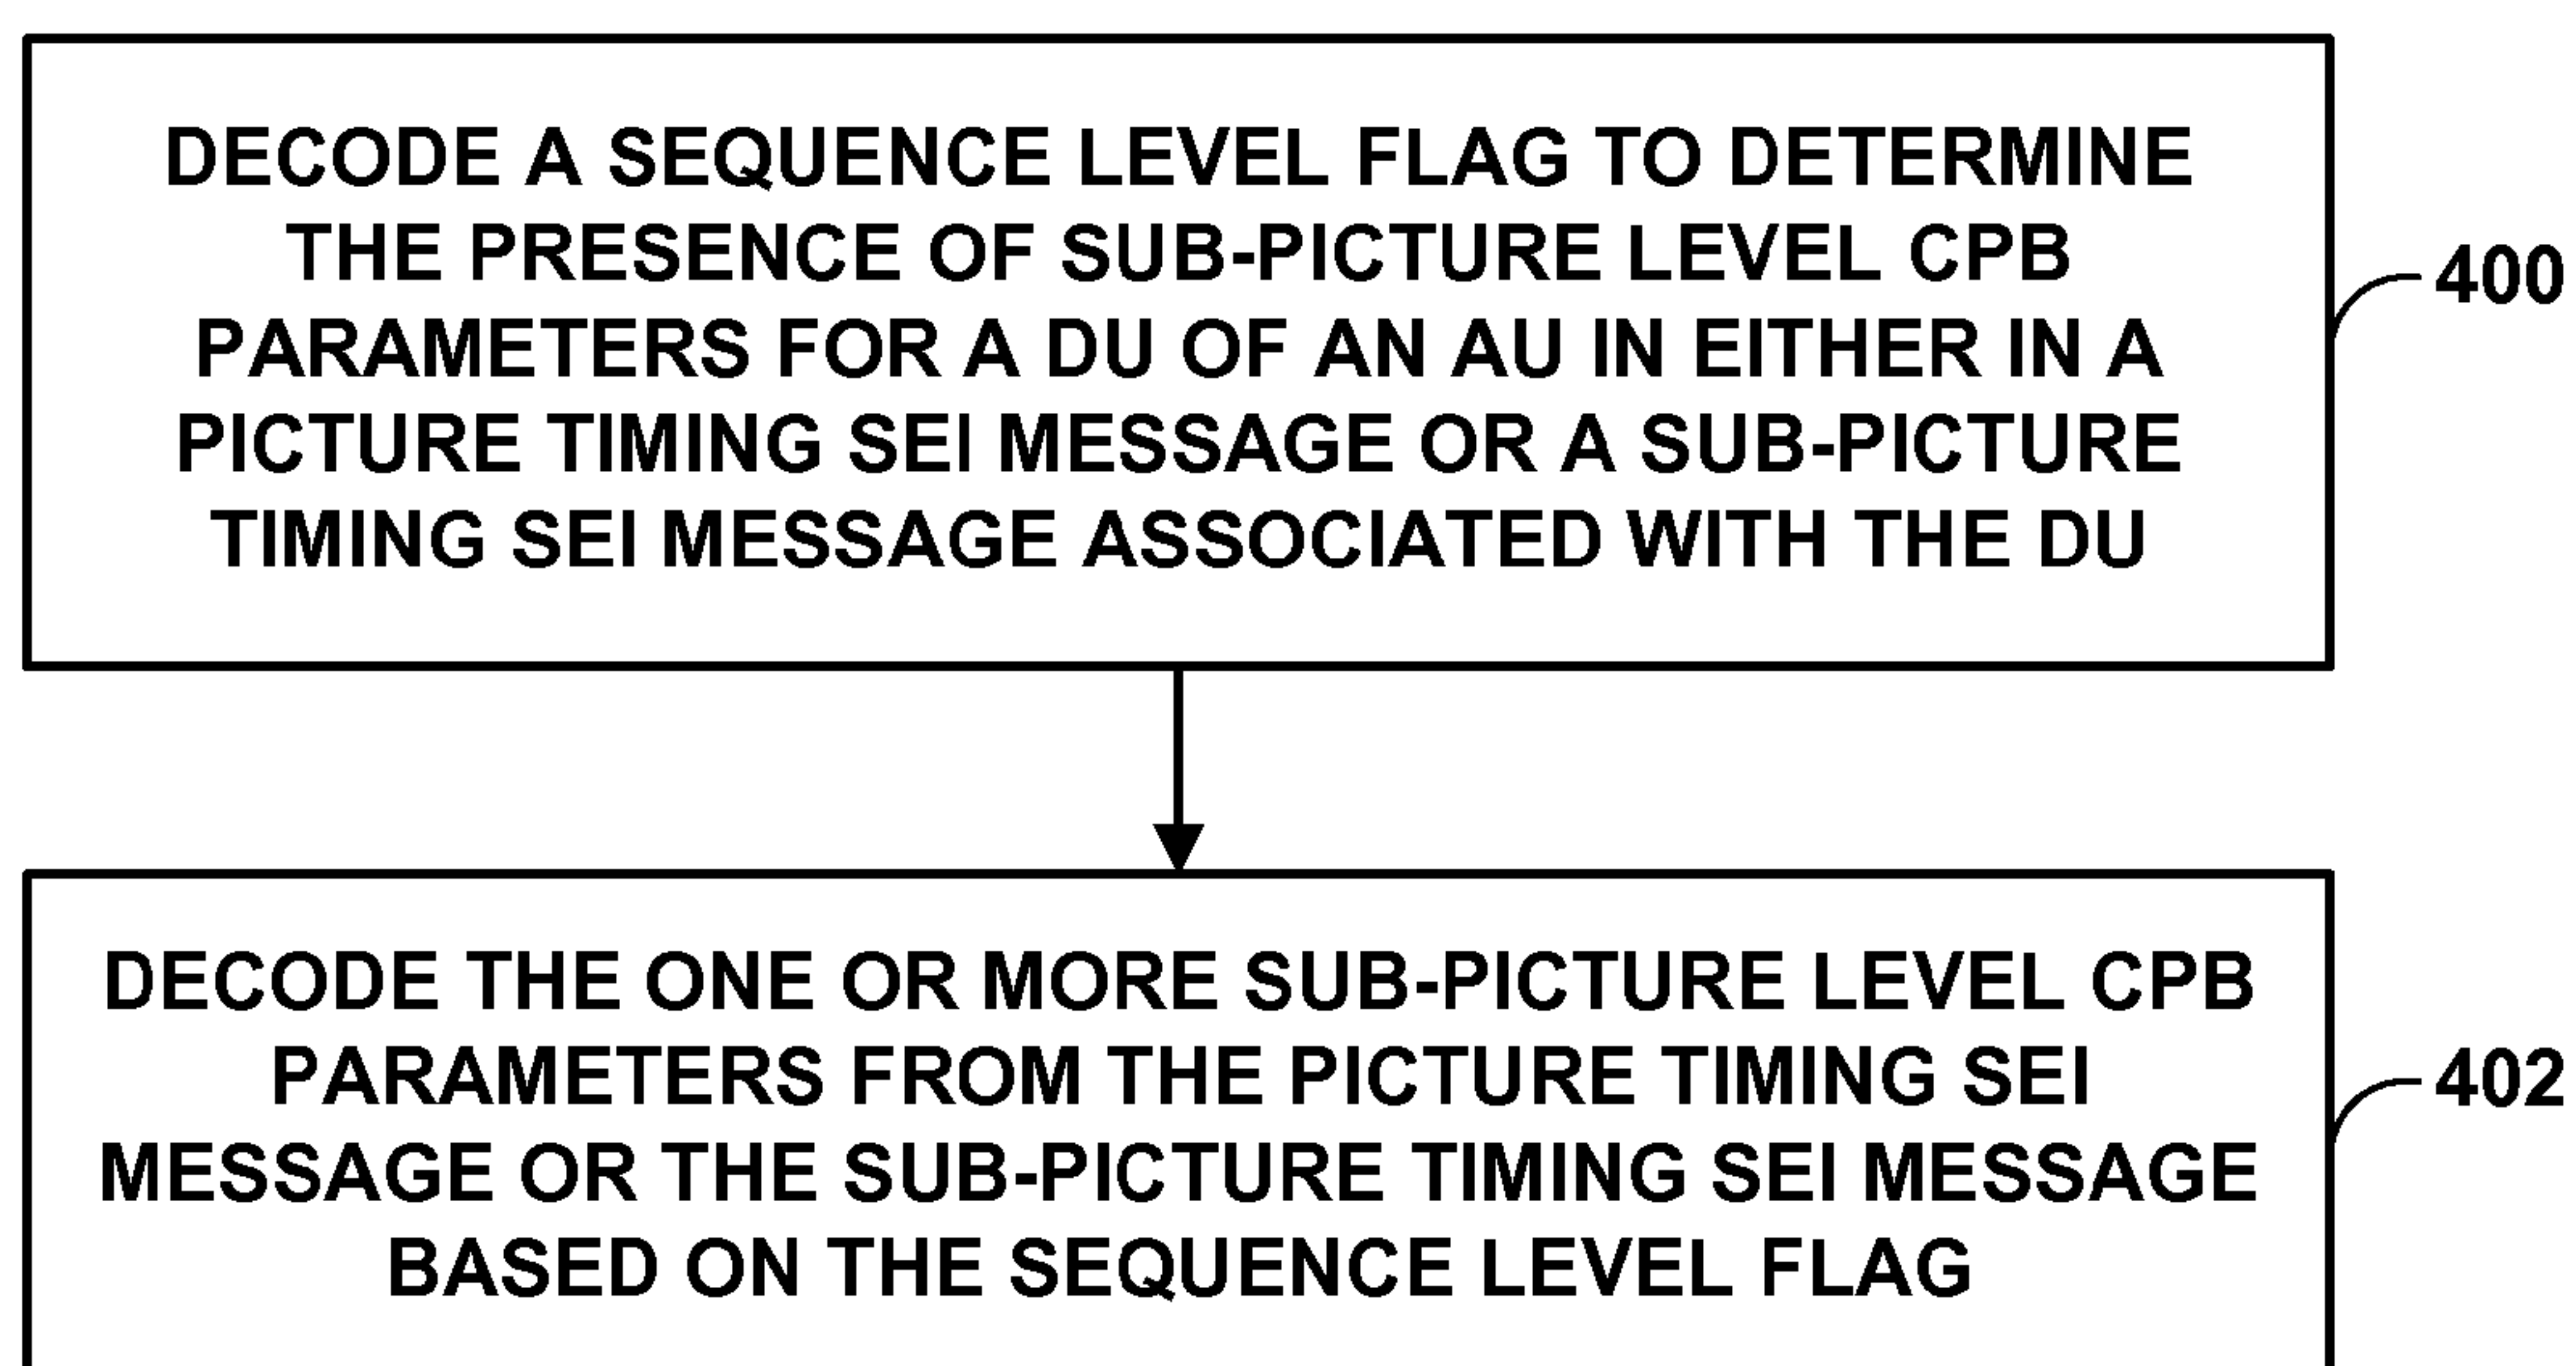 DECODE A SEQUENCE LEVEL FLAG TO DETERMINE
THE PRESENCE OF SUB-PICTURE LEVEL CPB
PARAMETERS FOR A DU OF AN AU IN EITHER IN A
PICTURE TIMING SEI MESSAGE OR A SUB-PICTURE
TIMING SEI MESSAGE ASSOCIATED WITH THE DU
400
DECODE THE ONE OR MORE SUB-PICTURE LEVEL CPB
PARAMETERS FROM THE PICTURE TIMING SEI
MESSAGE OR THE SUB-PICTURE TIMING SEI MESSAGE
BASED ON THE SEQUENCE LEVEL FLAG
402